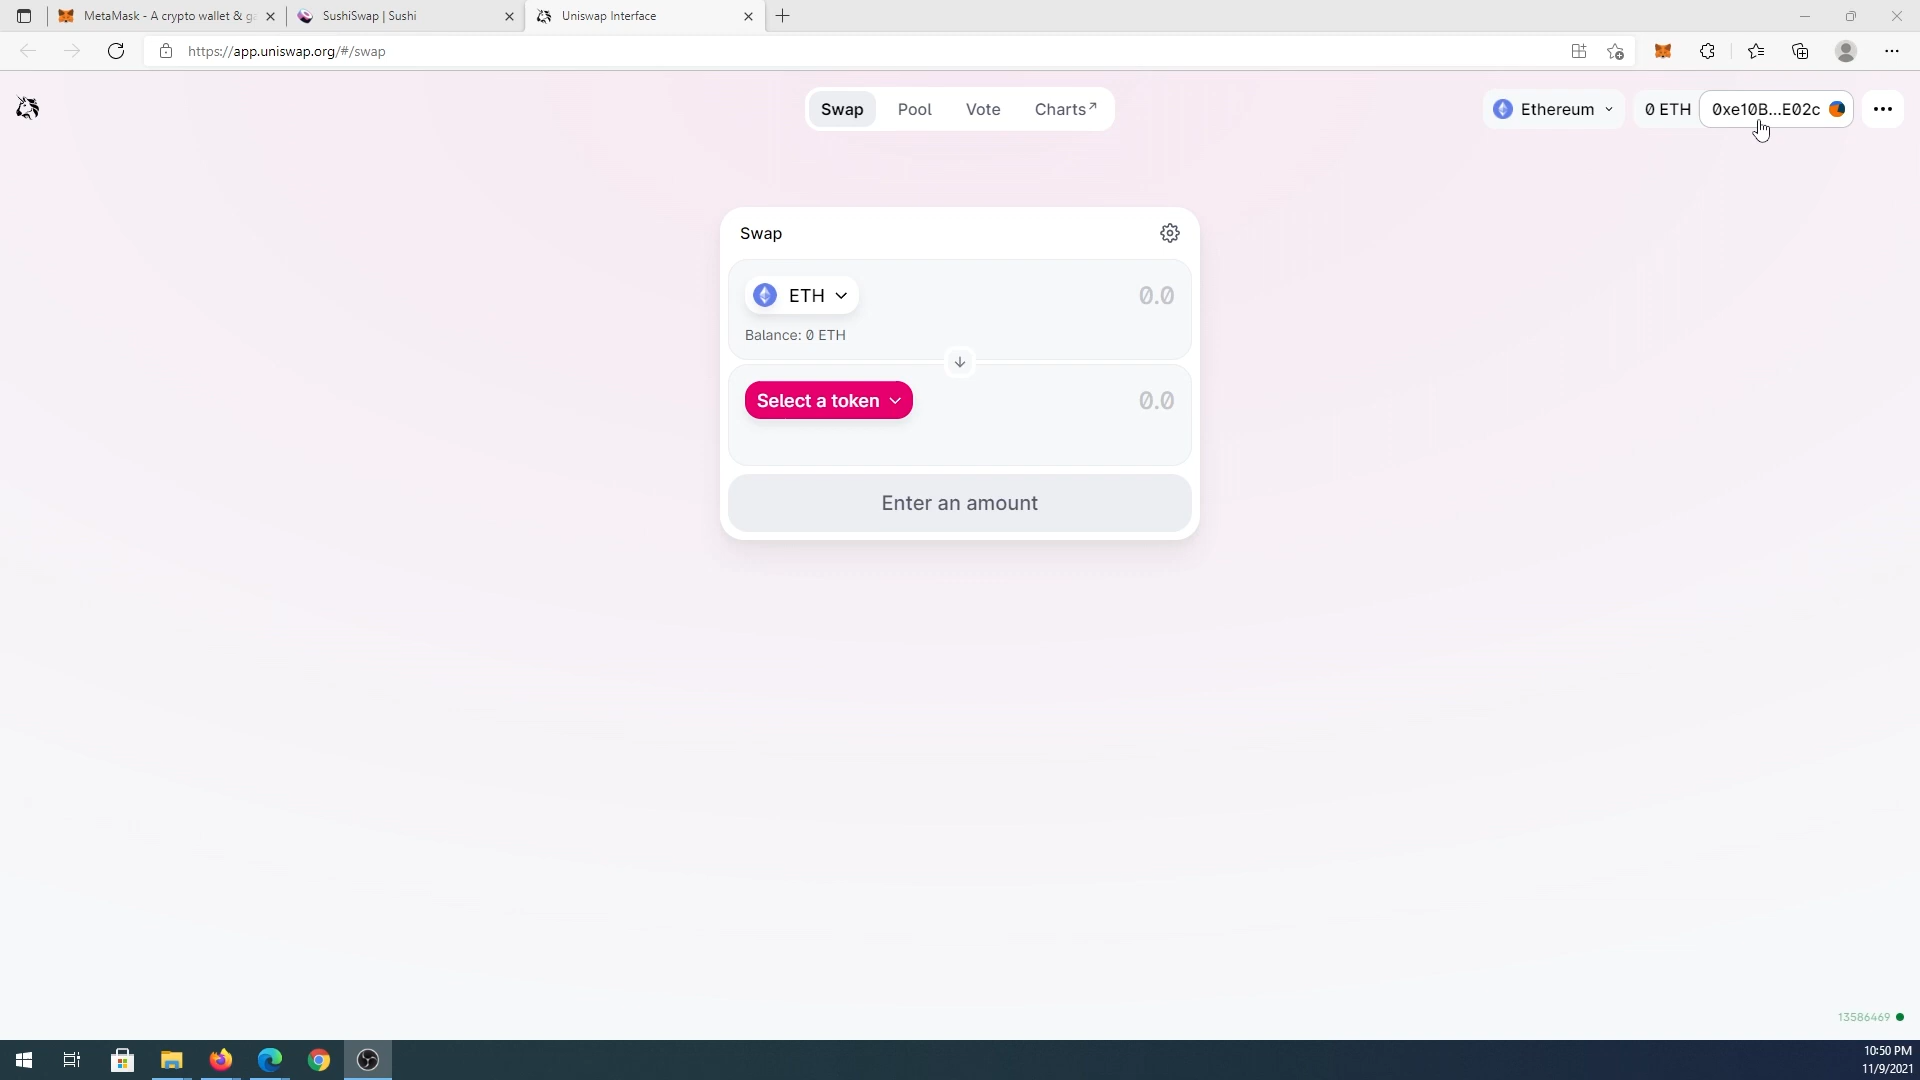 MetaMask - A crypto wallet & ga
SushiSwap | Sushi
Uniswap Interface
https://app.uniswap.org/#/swap
Swap
Pool
Vote
Charts↗
Ethereum
0 ETH
0xe10B...E02c
Swap
ETH
0.0
Balance: 0 ETH
Select a token
0.0
Enter an amount
13586469
10:50 PM
11/9/2021